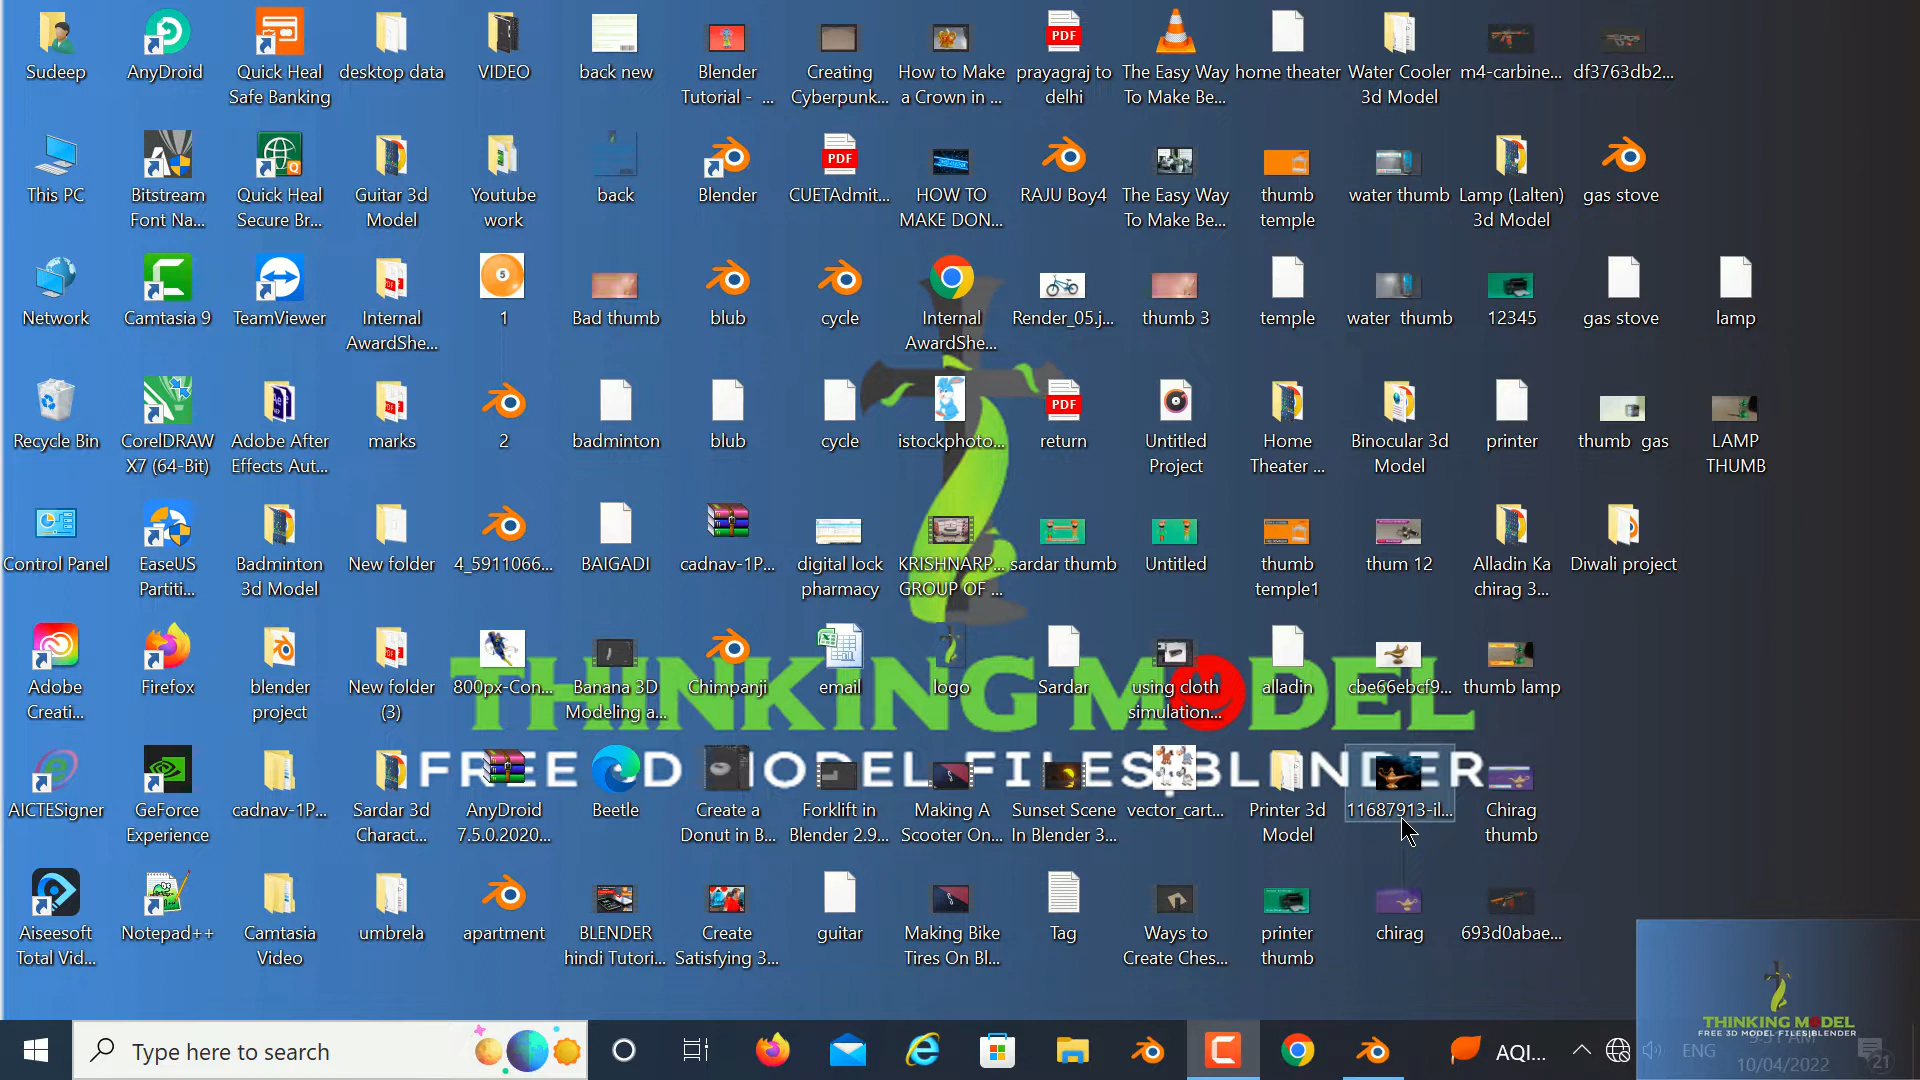 Sudeep
AnyDroid
Quick Heal
Safe Banking
desktop data
VIDEO
back new
Blender
Tutorial - ...
Creating
Cyberpunk...
How to Make
a Crown in ...
prayagraj to
delhi
The Easy Way
To Make Be...
home theater
Water Cooler
3d Model
m4-carbine...
df3763db2...
This PC
Bitstream
Font Na...
Quick Heal
Secure Br...
Guitar 3d
Model
Youtube
work
back
Blender
CUETAdmit...
HOW TO
MAKE DON...
RAJU Boy4
The Easy Way
To Make Be...
thumb
temple
water thumb
Lamp (Lalten)
3d Model
gas stove
Network
Camtasia 9
TeamViewer
Internal
AwardShe...
1
Bad thumb
blub
cycle
Internal
AwardShe...
Render_05.j...
thumb 3
temple
water thumb
12345
gas stove
lamp
Recycle Bin
CorelDRAW
X7 (64-Bit)
Adobe After
Effects Aut...
marks
2
badminton
blub
cycle
istockphoto...
return
Untitled
Project
Home
Theater ...
Binocular 3d
Model
printer
thumb gas
LAMP
THUMB
Control Panel
EaseUS
Partiti...
Badminton
3d Model
New folder
4_5911066...
BAIGADI
cadnav-1P...
digital lock
pharmacy
KRISHNARP...
GROUP OF ...
sardar thumb
Untitled
thumb
temple1
thum 12
Alladin Ka
chirag 3...
Diwali project
Adobe
Creati...
Firefox
blender
project
New folder
(3)
800px-Con...
Banana 3D
Modeling a...
Chimpanji
email
logo
Sardar
using cloth
simulation...
alladin
cbe66ebcf9...
thumb lamp
THINKING MODEL
FREE 3D MODEL FILES|BLENDER
AICTESigner
GeForce
Experience
cadnav-1P...
Sardar 3d
Charact...
AnyDroid
7.5.0.2020...
Beetle
Create a
Donut in B...
Forklift in
Blender 2.9...
Making A
Scooter On...
Sunset Scene
In Blender 3...
vector_cart...
Printer 3d
Model
11687913-il...
Chirag
thumb
Aiseesoft
Total Vid...
Notepad++
Camtasia
Video
umbrela
apartment
BLENDER
hindi Tutori...
Create
Satisfying 3...
guitar
Making Bike
Tires On Bl...
Tag
Ways to
Create Ches...
printer
thumb
chirag
693d0abae...
THINKING MODEL
FREE 3D MODEL FILES|BLENDER
Type here to search
AQI...
ENG
10/04/2022
21